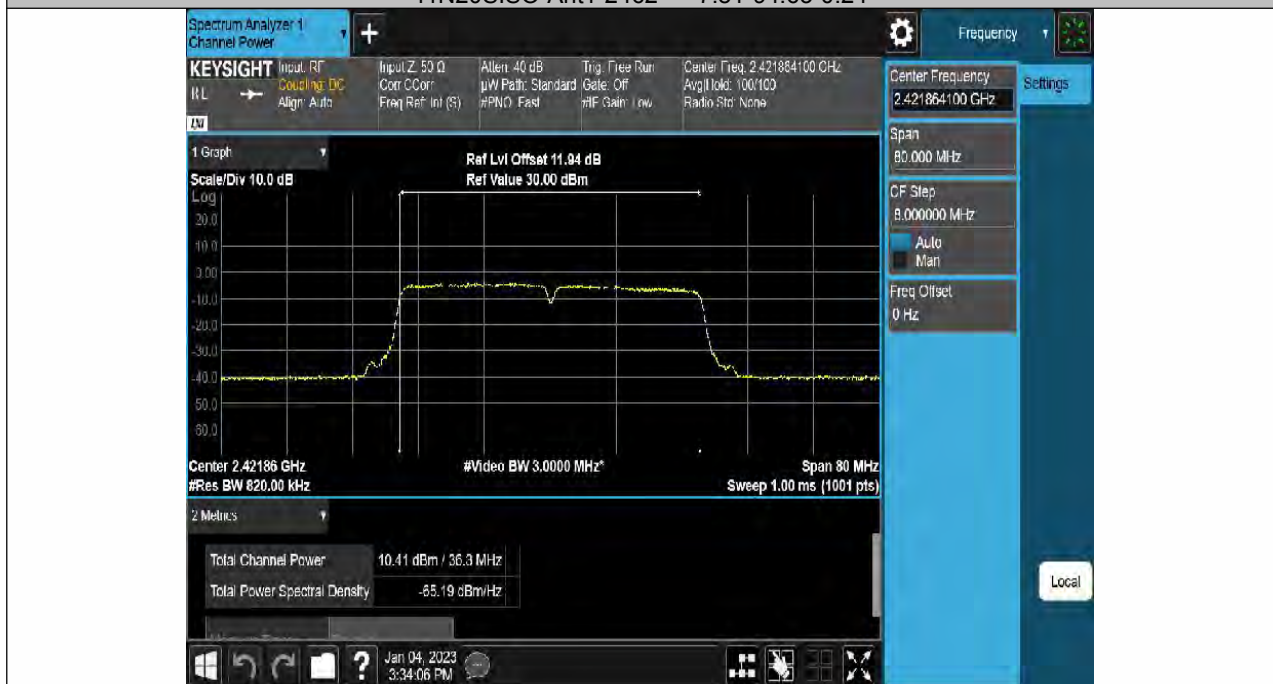 Spectrum Analyzer 1
Channel Power
+
Frequency
KEYSIGHT
Input: RF
Coupling: DC
Align: Auto
Input Z: 50 Ω
Corr CCorr
Freq Ref: Int (S)
Atten: 40 dB
µW Path: Standard
#PNO: Fast
Trig: Free Run
Gate: Off
#IF Gain: Low
Center Freq: 2.421864100 GHz
Avg|Hold: 100/100
Radio Std: None
RL
LXI
Center Frequency
2.421864100 GHz
Settings
Span
80.000 MHz
CF Step
8.000000 MHz
Auto
Man
Freq Offset
0 Hz
1 Graph
Scale/Div 10.0 dB
Ref Lvl Offset 11.94 dB
Ref Value 30.00 dBm
Log
20.0
10.0
0.00
-10.0
-20.0
-30.0
-40.0
-50.0
-60.0
Center 2.42186 GHz
#Video BW 3.0000 MHz*
Span 80 MHz
#Res BW 820.00 kHz
Sweep 1.00 ms (1001 pts)
2 Metrics
Total Channel Power
10.41 dBm / 36.3 MHz
Total Power Spectral Density
-65.19 dBm/Hz
Local
?
Jan 04, 2023
3:34:06 PM